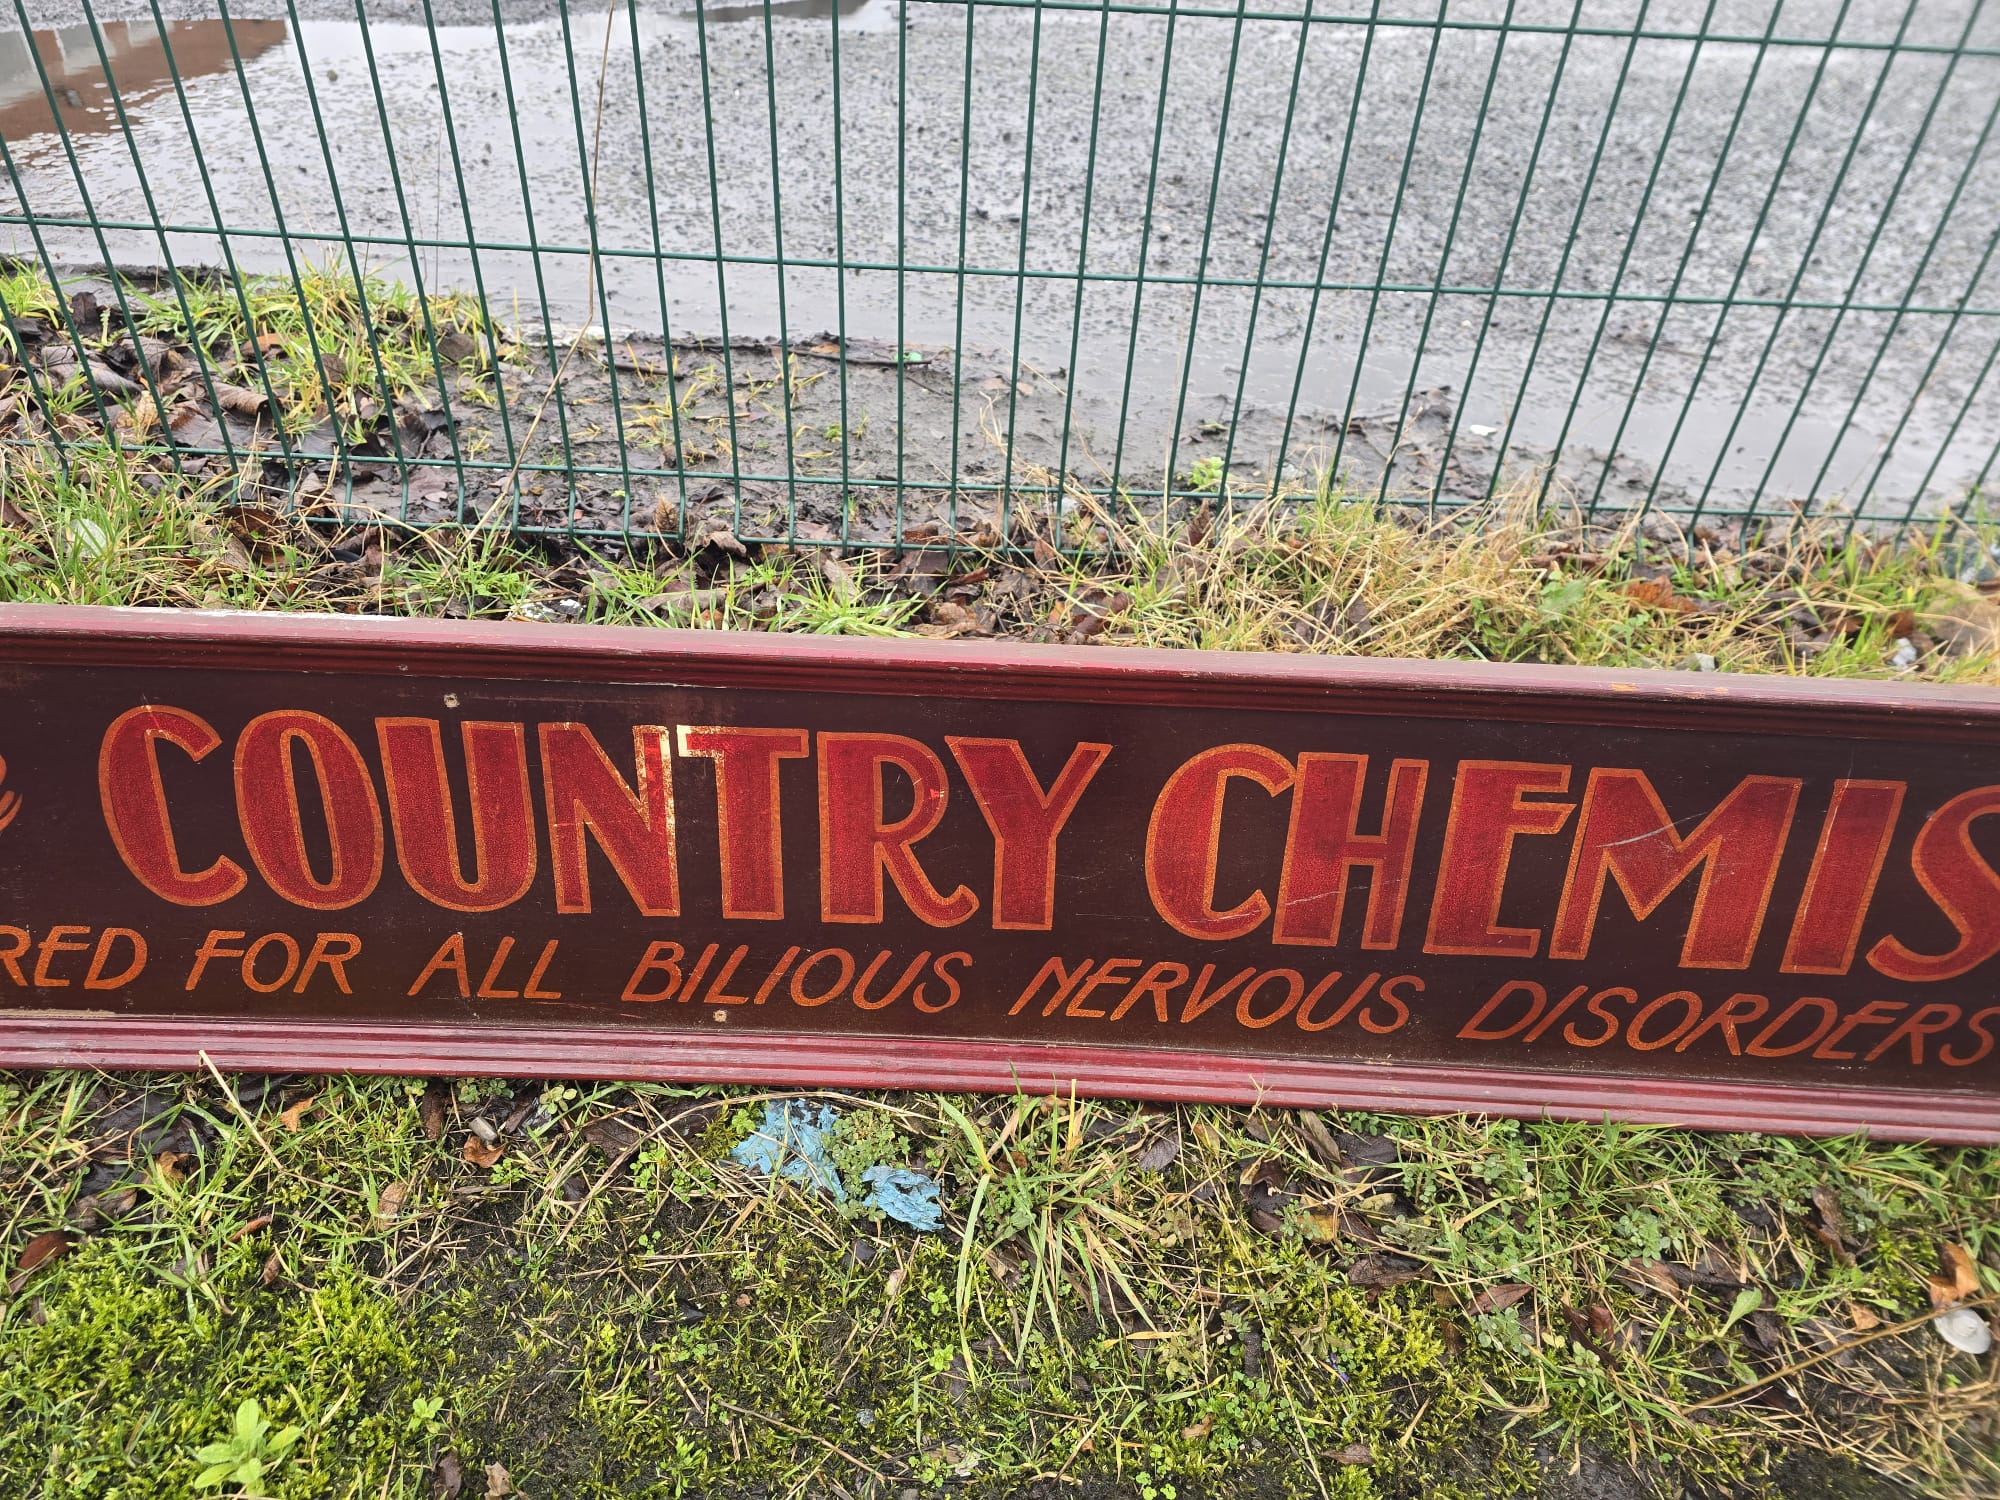 COUNTRY CHEMIS
RED FOR ALL BILIOUS NERVOUS DISORDERS